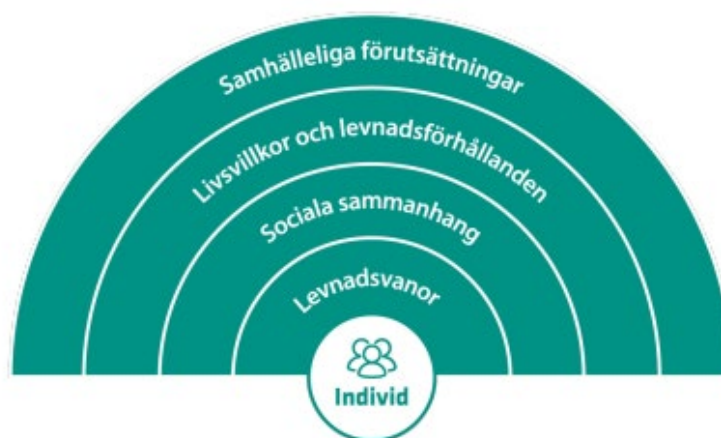 Samhälleliga förutsättningar
Livsvillkor och levnadsförhållanden
Sociala sammanhang
Levnadsvanor
Individ